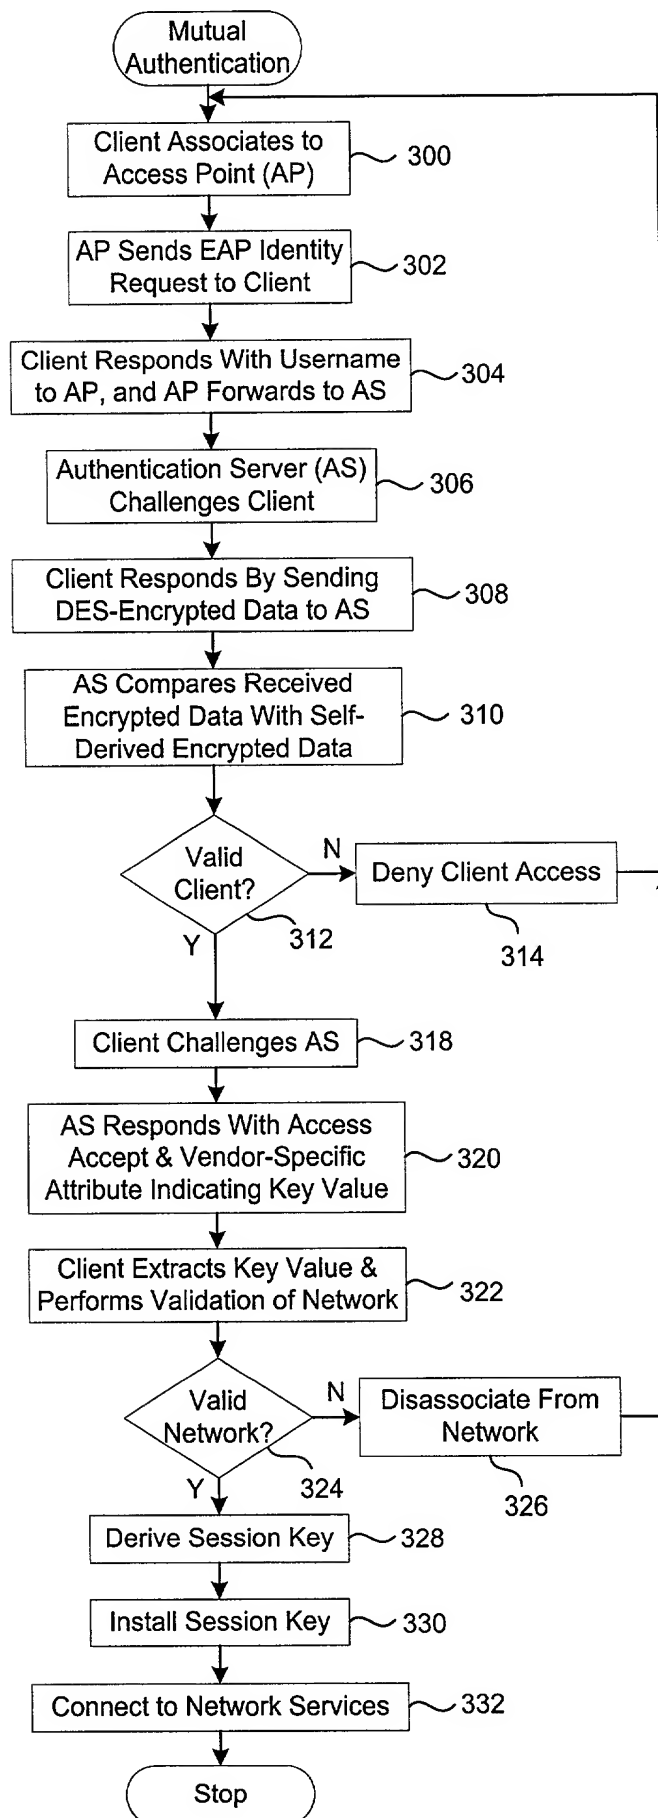 Mutual
Authentication
Client Associates to
Access Point (AP)
300
AP Sends EAP Identity
Request to Client
302
Client Responds With Username
to AP, and AP Forwards to AS
304
Authentication Server (AS)
Challenges Client
306
Client Responds By Sending
DES-Encrypted Data to AS
308
AS Compares Received
Encrypted Data With Self-
Derived Encrypted Data
310
Valid
Client?
312
N
Deny Client Access
314
Y
Client Challenges AS
318
AS Responds With Access
Accept & Vendor-Specific
Attribute Indicating Key Value
320
Client Extracts Key Value &
Performs Validation of Network
322
Valid
Network?
324
N
Disassociate From
Network
326
Y
Derive Session Key
328
Install Session Key
330
Connect to Network Services
332
Stop